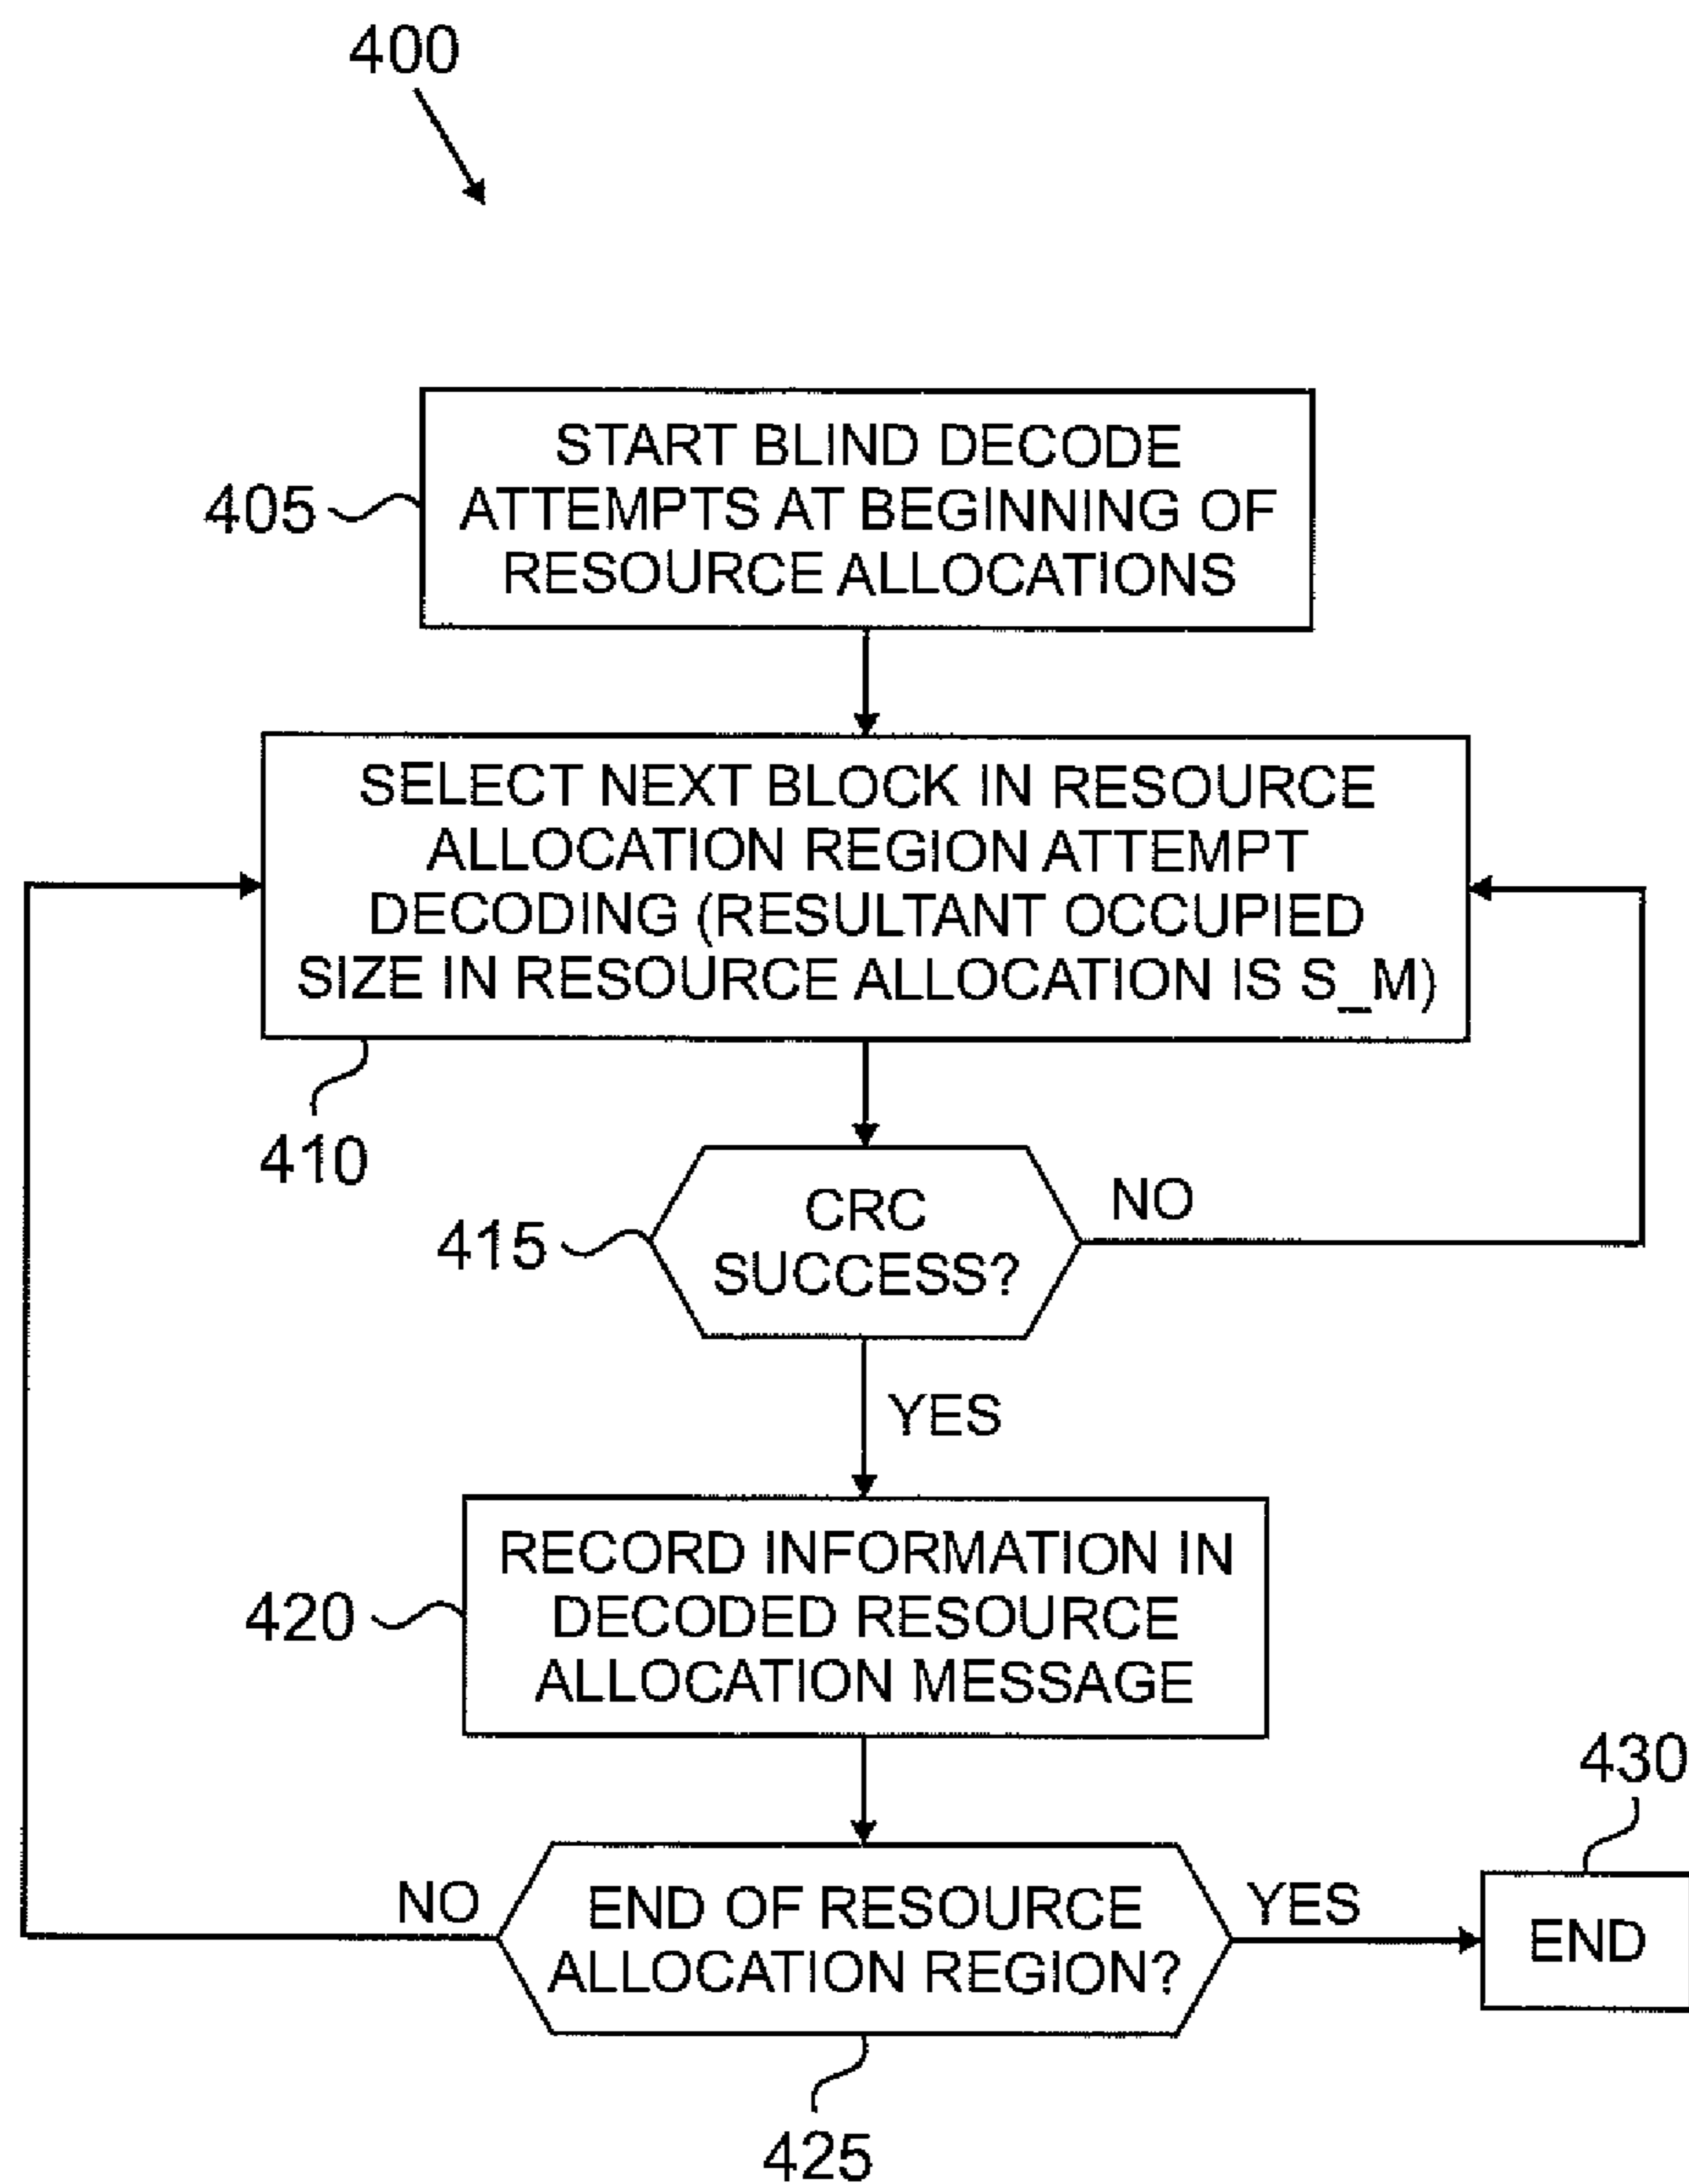 400
START BLIND DECODE
ATTEMPTS AT BEGINNING OF
RESOURCE ALLOCATIONS
405
SELECT NEXT BLOCK IN RESOURCE
ALLOCATION REGION ATTEMPT
DECODING (RESULTANT OCCUPIED
SIZE IN RESOURCE ALLOCATION IS S_M)
410
CRC
SUCCESS?
415
NO
YES
RECORD INFORMATION IN
DECODED RESOURCE
ALLOCATION MESSAGE
420
END OF RESOURCE
ALLOCATION REGION?
NO
YES
430
END
425